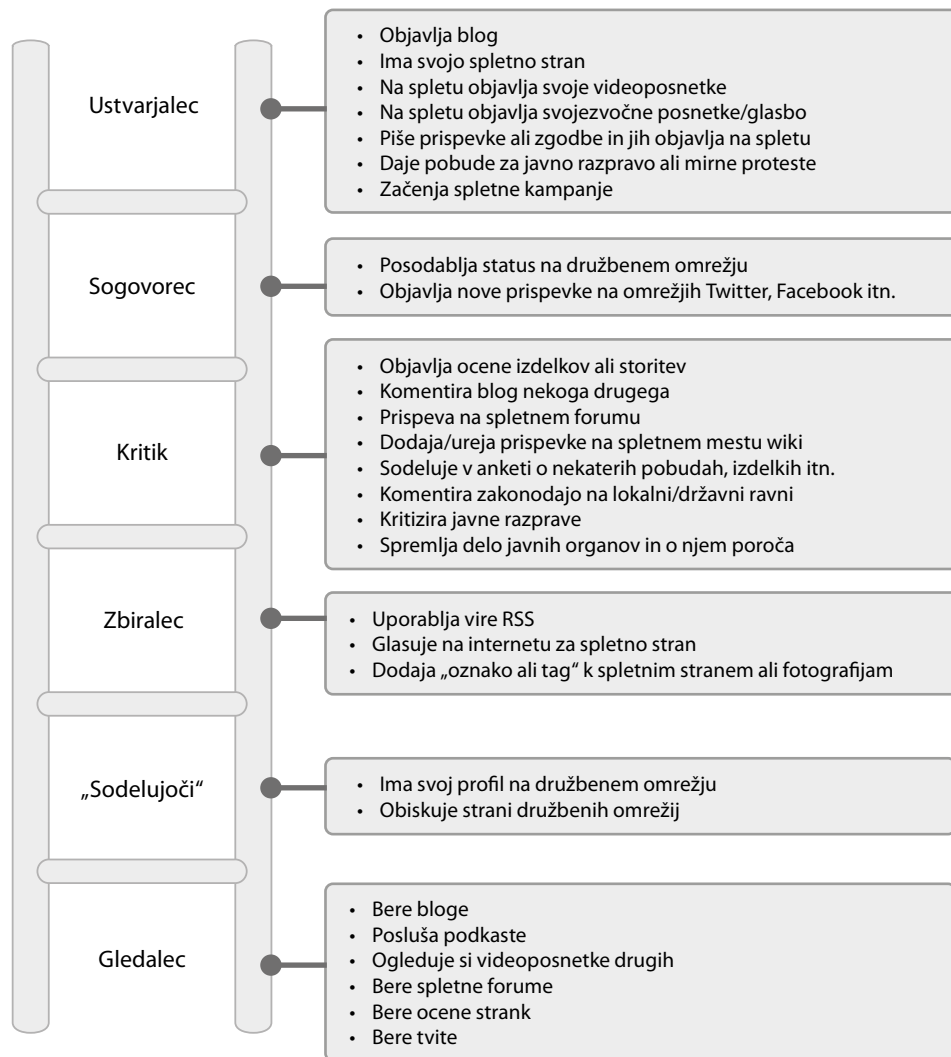 Ustvarjalec
• Objavlja blog
• Ima svojo spletno stran
• Na spletu objavlja svoje videoposnetke
• Na spletu objavlja svojezvočne posnetke/glasbo
• Piše prispevke ali zgodbe in jih objavlja na spletu
• Daje pobude za javno razpravo ali mirne proteste
• Začenja spletne kampanje
Sogovorec
• Posodablja status na družbenem omrežju
• Objavlja nove prispevke na omrežjih Twitter, Facebook itn.
Kritik
• Objavlja ocene izdelkov ali storitev
• Komentira blog nekoga drugega
• Prispeva na spletnem forumu
• Dodaja/ureja prispevke na spletnem mestu wiki
• Sodeluje v anketi o nekaterih pobudah, izdelkih itn.
• Komentira zakonodajo na lokalni/državni ravni
• Kritizira javne razprave
• Spremlja delo javnih organov in o njem poroča
Zbiralec
• Uporablja vire RSS
• Glasuje na internetu za spletno stran
• Dodaja „oznako ali tag“ k spletnim stranem ali fotografijam
„Sodelujoči“
• Ima svoj profil na družbenem omrežju
• Obiskuje strani družbenih omrežij
Gledalec
• Bere bloge
• Posluša podkaste
• Ogleduje si videoposnetke drugih
• Bere spletne forume
• Bere ocene strank
• Bere tvite